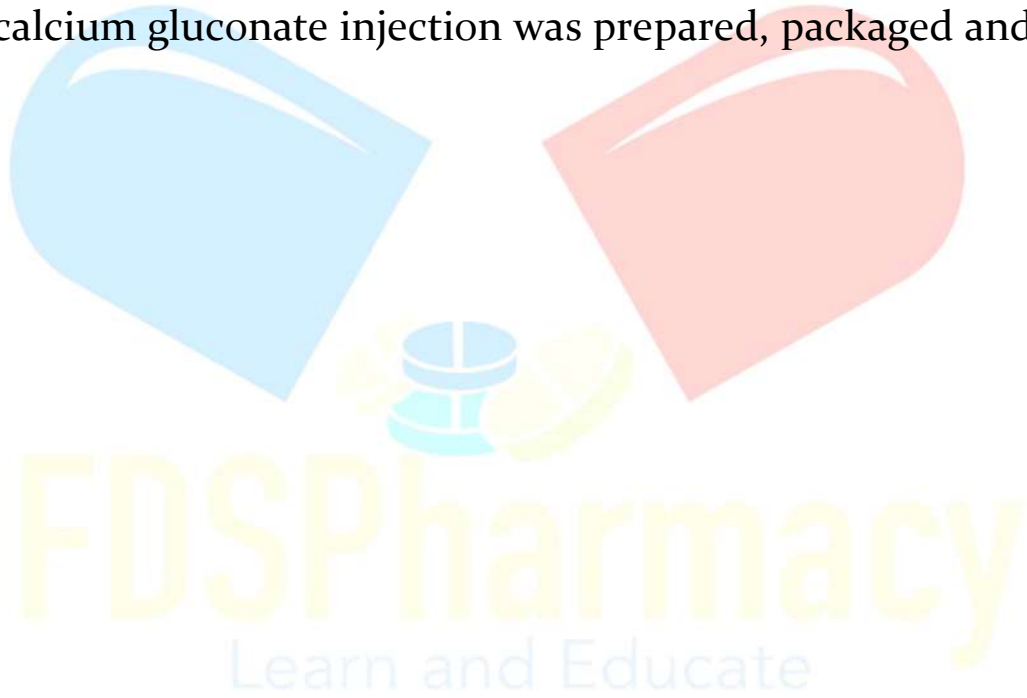 calcium gluconate injection was prepared, packaged and
FDSPharmacy
Learn and Educate